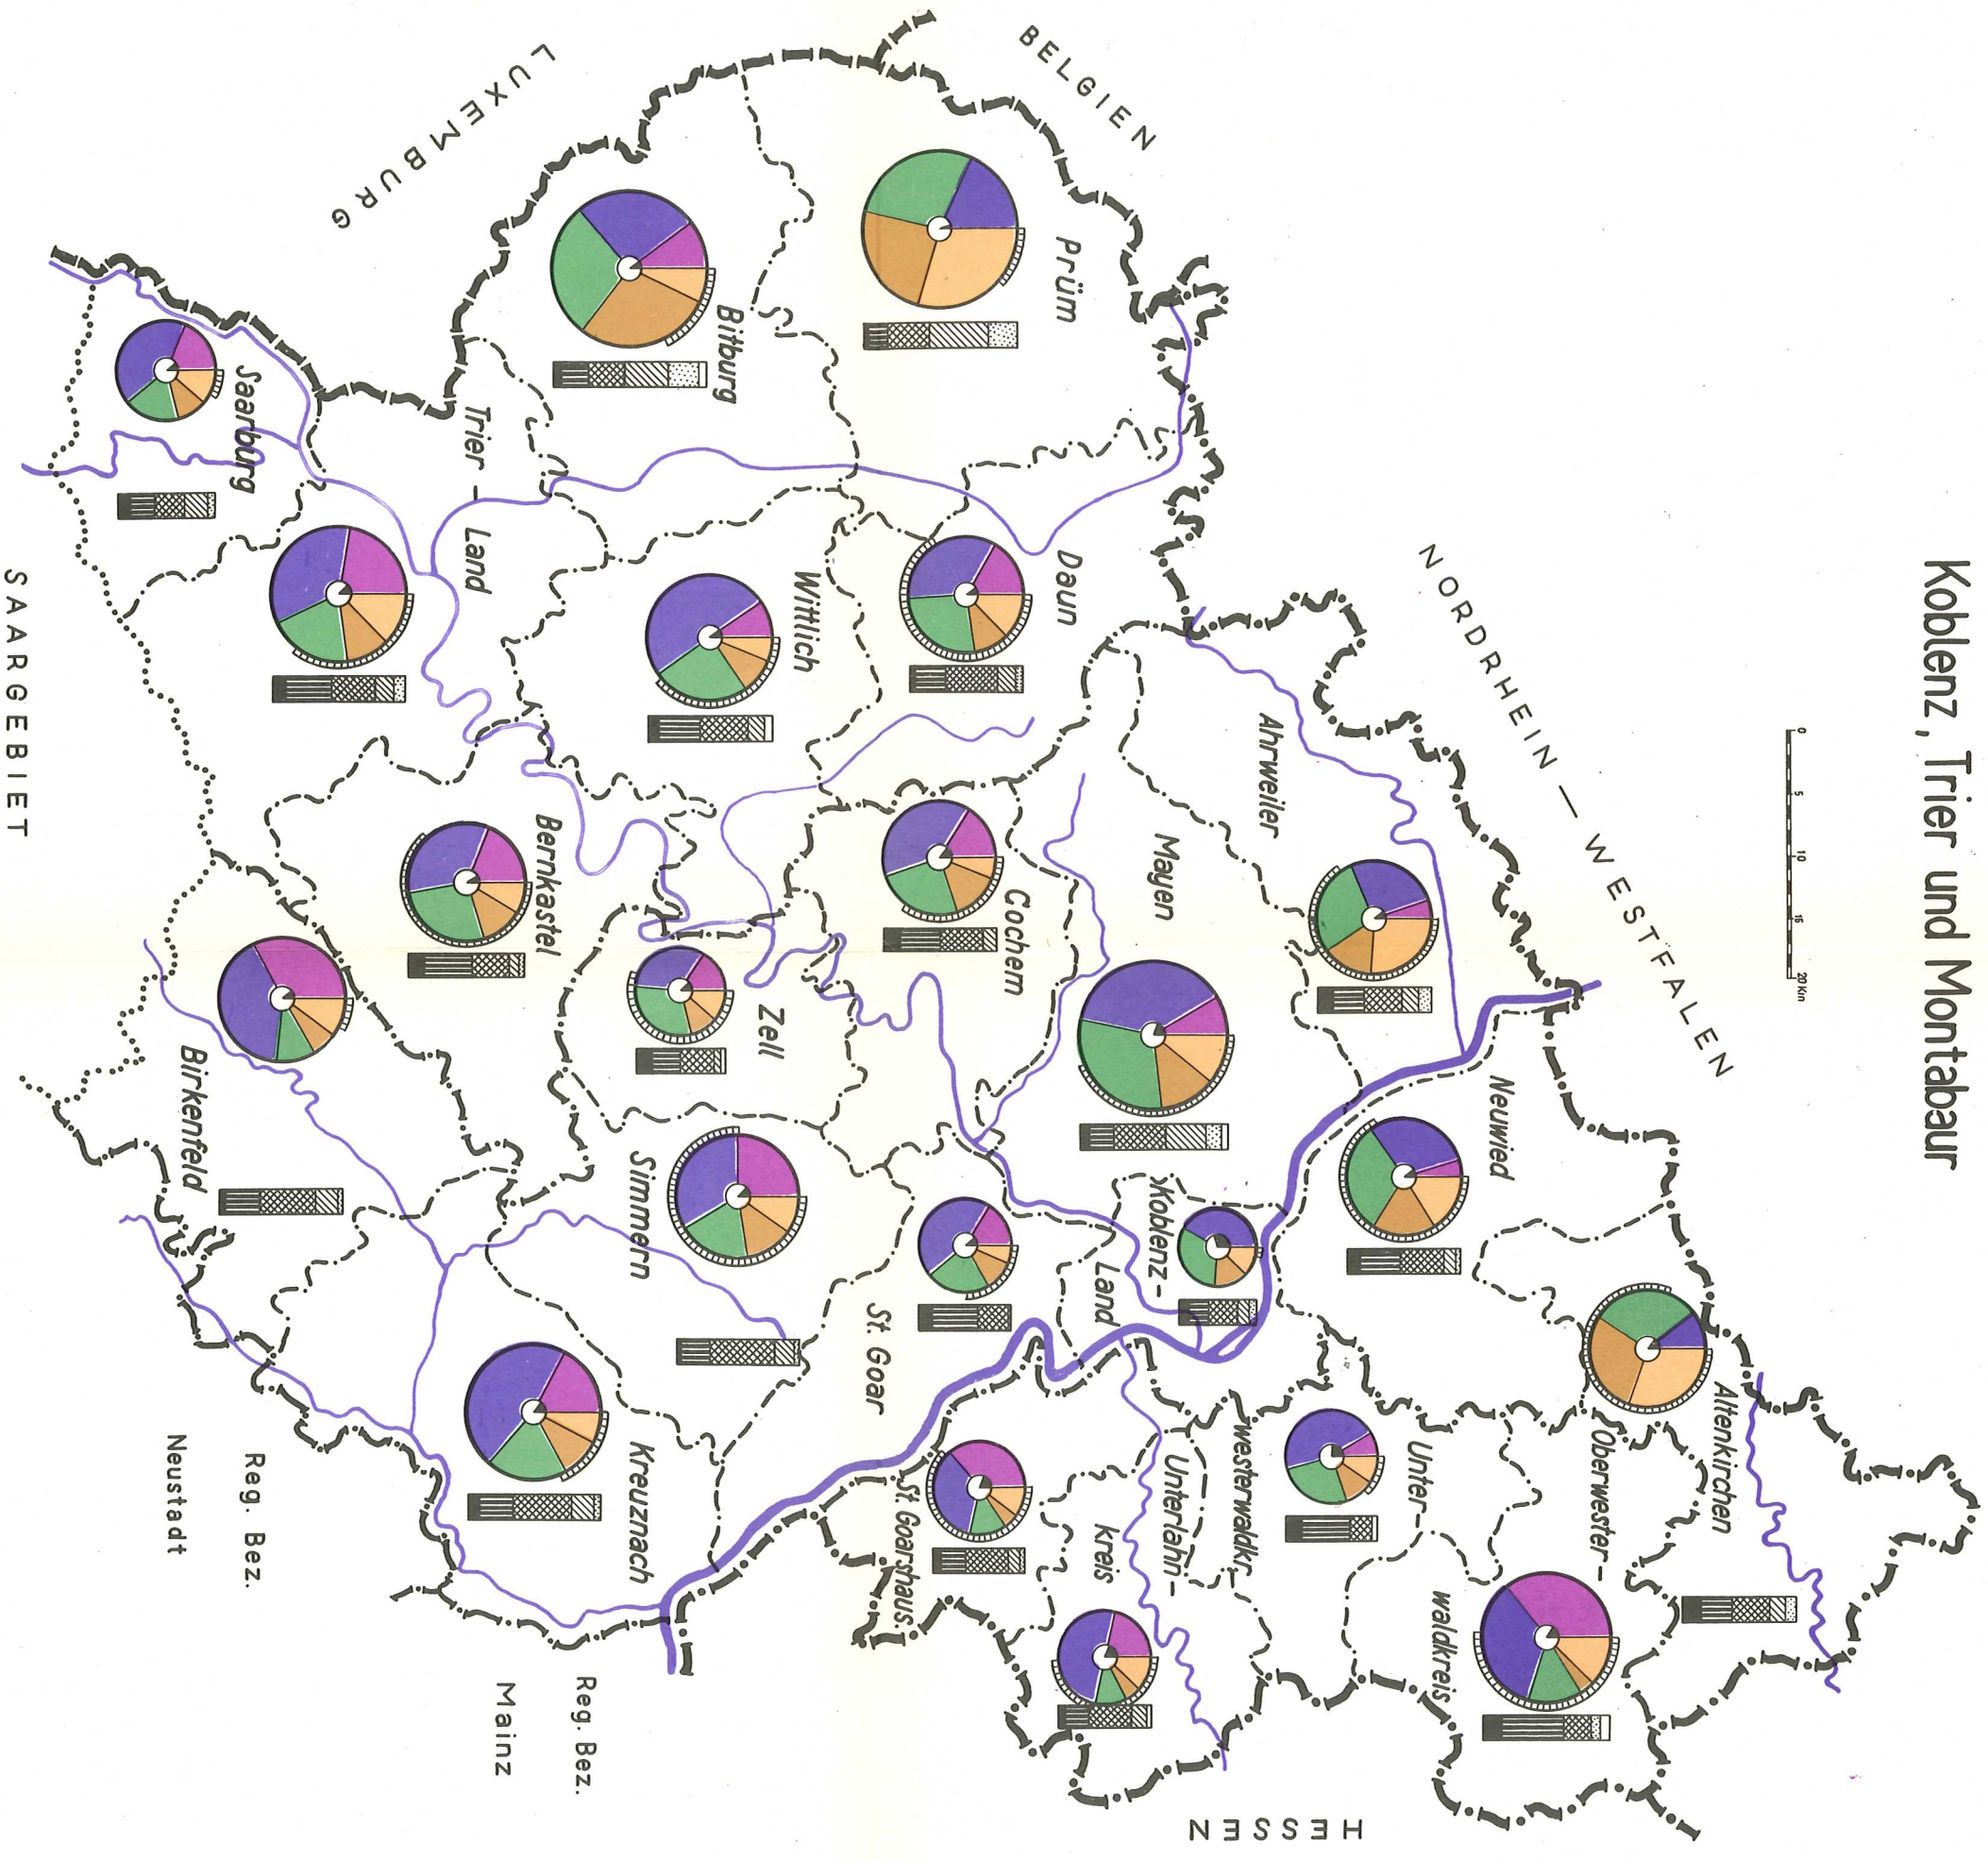 Koblenz, Trier und Montabaur
0 5 10 15 20 Km
NORDRHEIN — WESTFALEN
BELGIEN
LUXEMBURG
SAARGEBIET
HESSEN
Altenkirchen
Oberwester-
waldkreis
Neuwied
Unter-
westerwaldkr.
Ahrweiler
Mayen
Koblenz-
Land
Unterlahn-
kreis
Prüm
Daun
Cochem
St. Goar
St. Goarshaus.
Bitburg
Wittlich
Zell
Simmern
Kreuznach
Trier —
Land
Bernkastel
Saarburg
Birkenfeld
Reg. Bez.
Mainz
Reg. Bez.
Neustadt